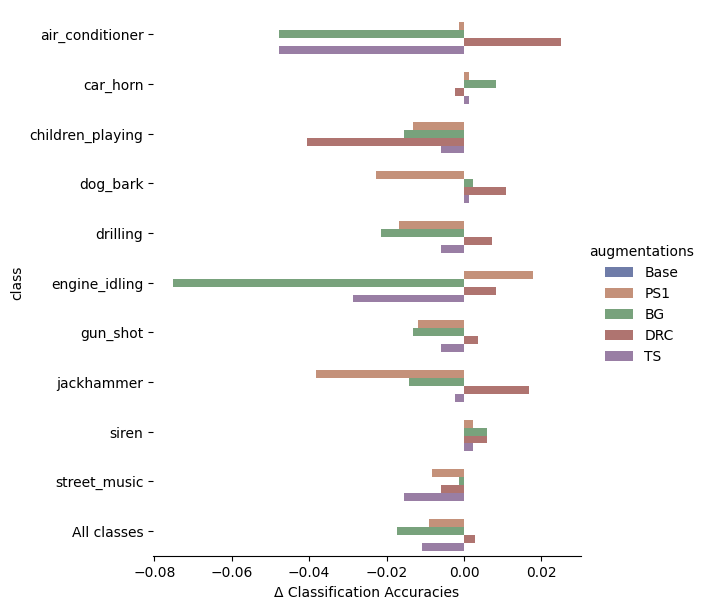 air_conditioner
car_horn
children_playing
dog_bark
drilling
engine_idling
gun_shot
jackhammer
siren
street_music
All classes
class
−0.08 −0.06 −0.04 −0.02 0.00 0.02
Δ Classification Accuracies
augmentations
Base
PS1
BG
DRC
TS